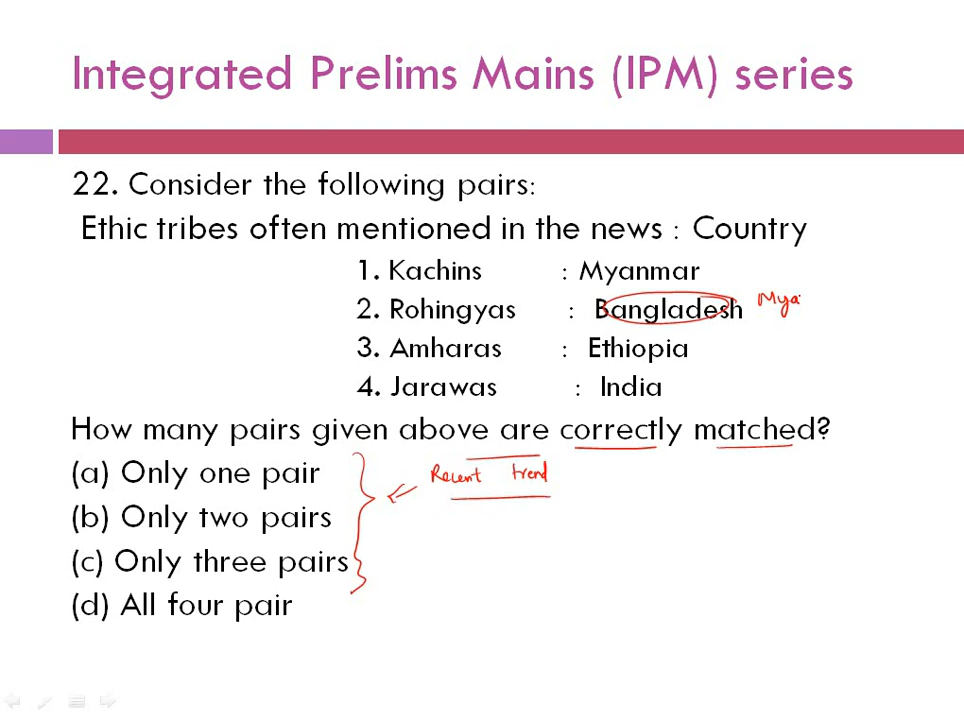 Integrated Prelims Mains (IPM) series
22. Consider the following pairs:
Ethic tribes often mentioned in the news : Country
1. Kachins : Myanmar
2. Rohingyas : Bangladesh Mya
3. Amharas : Ethiopia
4. Jarawas : India
How many pairs given above are correctly matched?
(a) Only one pair
Recent trend
(b) Only two pairs
(c) Only three pairs
(d) All four pair